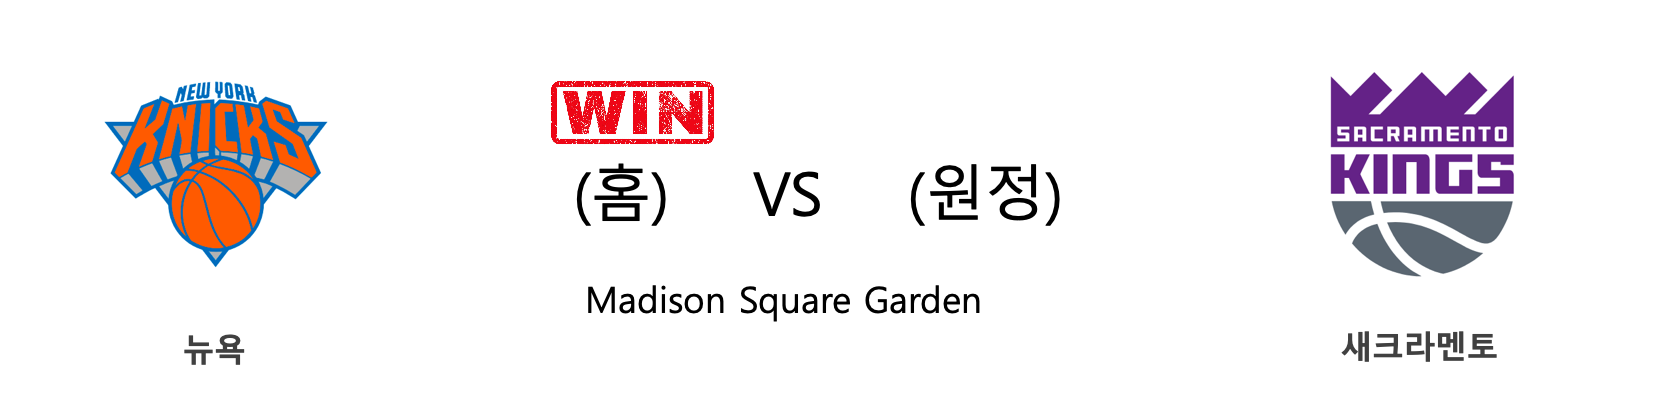 NEW YORK
KNICKS
WIN
(홈) VS (원정)
Madison Square Garden
SACRAMENTO
KINGS
뉴욕
새크라멘토